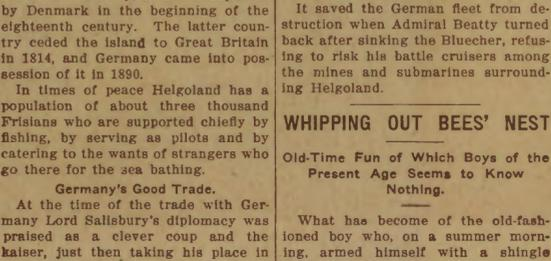 by Denmark in the beginning of the
eighteenth century. The latter coun-
try ceded the island to Great Britain
in 1814, and Germany came into pos-
session of it in 1890.
In times of peace Helgoland has a
population of about three thousand
Frisians who are supported chiefly by
fishing, by serving as pilots and by
catering to the wants of strangers who
go there for the sea bathing.
Germany's Good Trade.
At the time of the trade with Ger-
many Lord Salisbury's diplomacy was
praised as a clever coup and the
kaiser, just then taking his place in
It saved the German fleet from de-
struction when Admiral Beatty turned
back after sinking the Bluecher, refus-
ing to risk his battle cruisers among
the mines and submarines surround-
ing Helgoland.
WHIPPING OUT BEES' NEST
Old-Time Fun of Which Boys of the
Present Age Seems to Know
Nothing.
What has become of the old-fash-
ioned boy who, on a summer morn-
ing, armed himself with a shingle